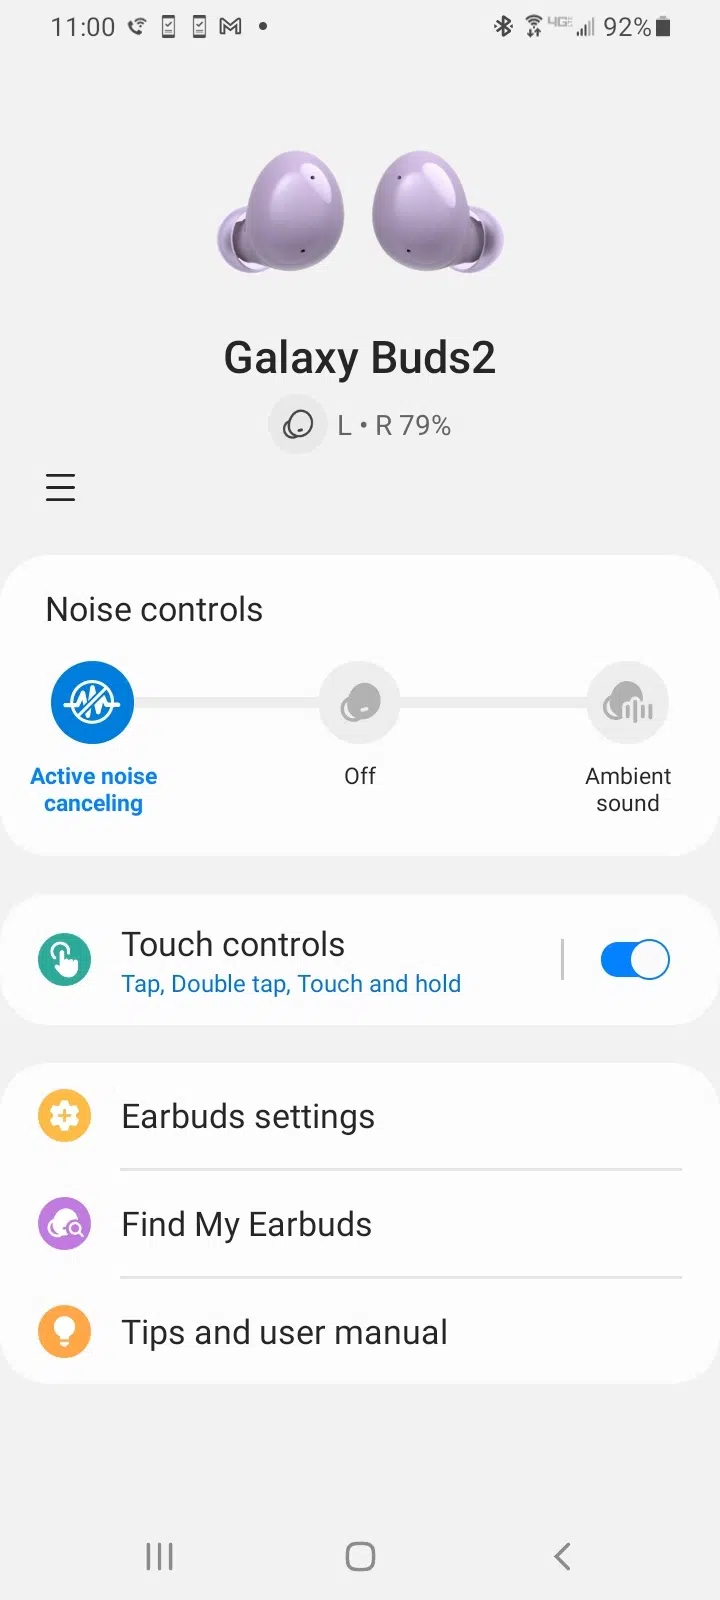 11:00 4GE 92%
Galaxy Buds2
L • R 79%
Noise controls
Active noise canceling
Off
Ambient sound
Touch controls
Tap, Double tap, Touch and hold
Earbuds settings
Find My Earbuds
Tips and user manual